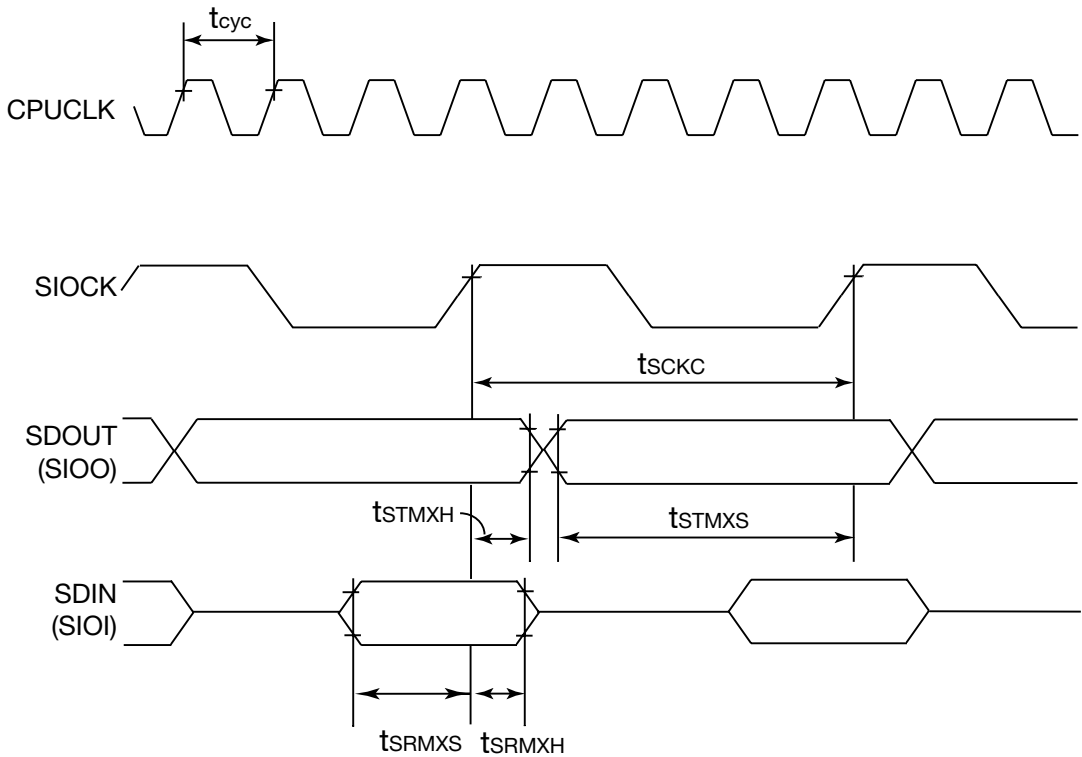 tcyc
CPUCLK
SIOCK
tSCKC
SDOUT
(SIOO)
tSTMXH
tSTMXS
SDIN
(SIOI)
tSRMXS
tSRMXH